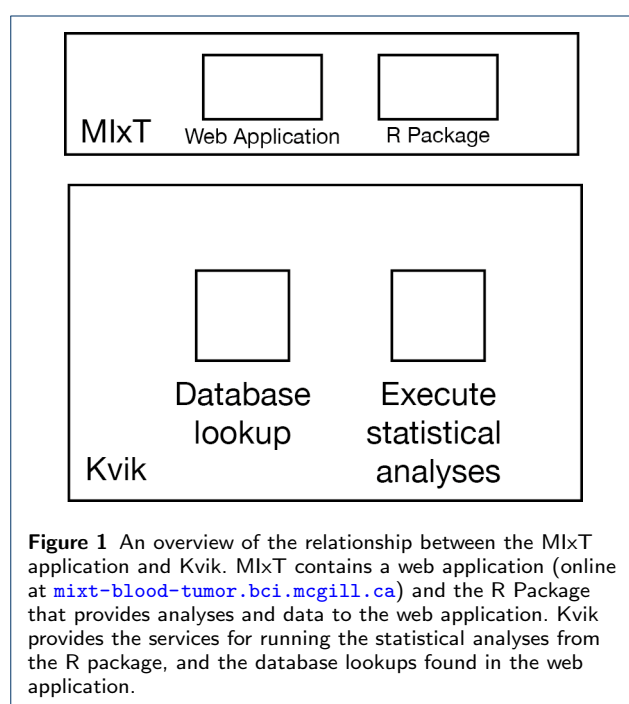 MIxT
Web Application
R Package
Database
lookup
Execute
statistical
analyses
Kvik
Figure 1 An overview of the relationship between the MIxT
application and Kvik. MIxT contains a web application (online
at mixt-blood-tumor.bci.mcgill.ca) and the R Package
that provides analyses and data to the web application. Kvik
provides the services for running the statistical analyses from
the R package, and the database lookups found in the web
application.